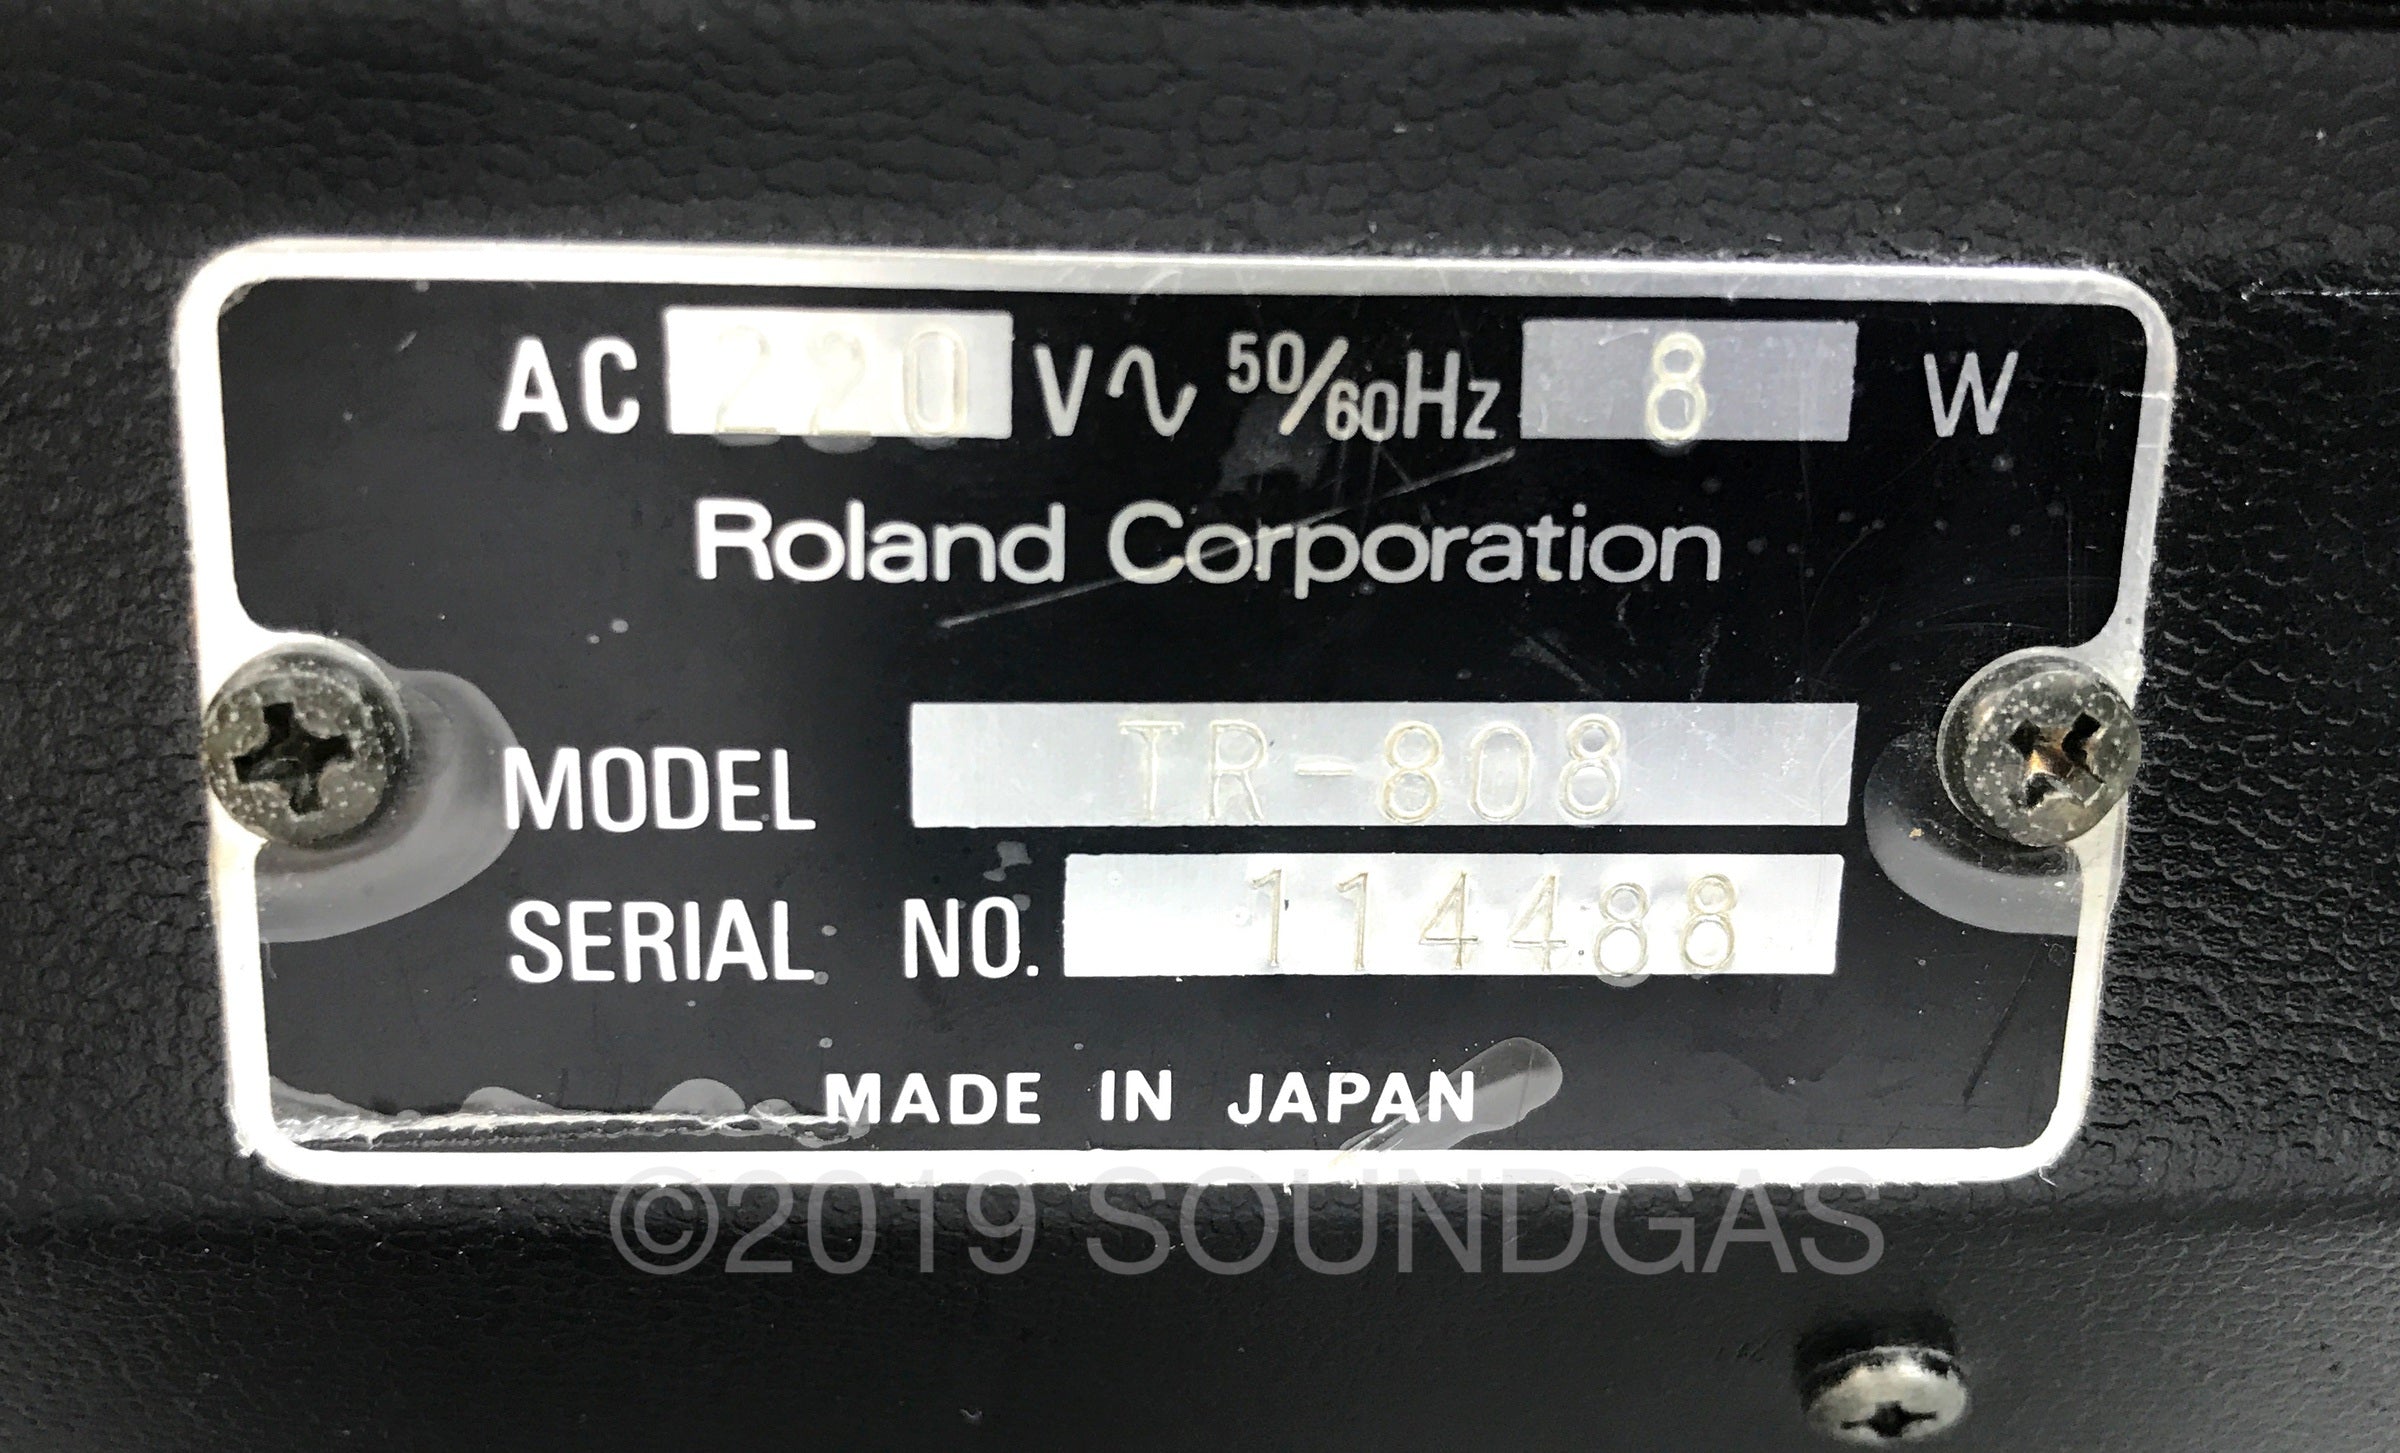 AC 220 V∿ 50/60Hz 8 W
Roland Corporation
MODEL TR-808
SERIAL NO. 114488
MADE IN JAPAN
©2019 SOUNDGAS